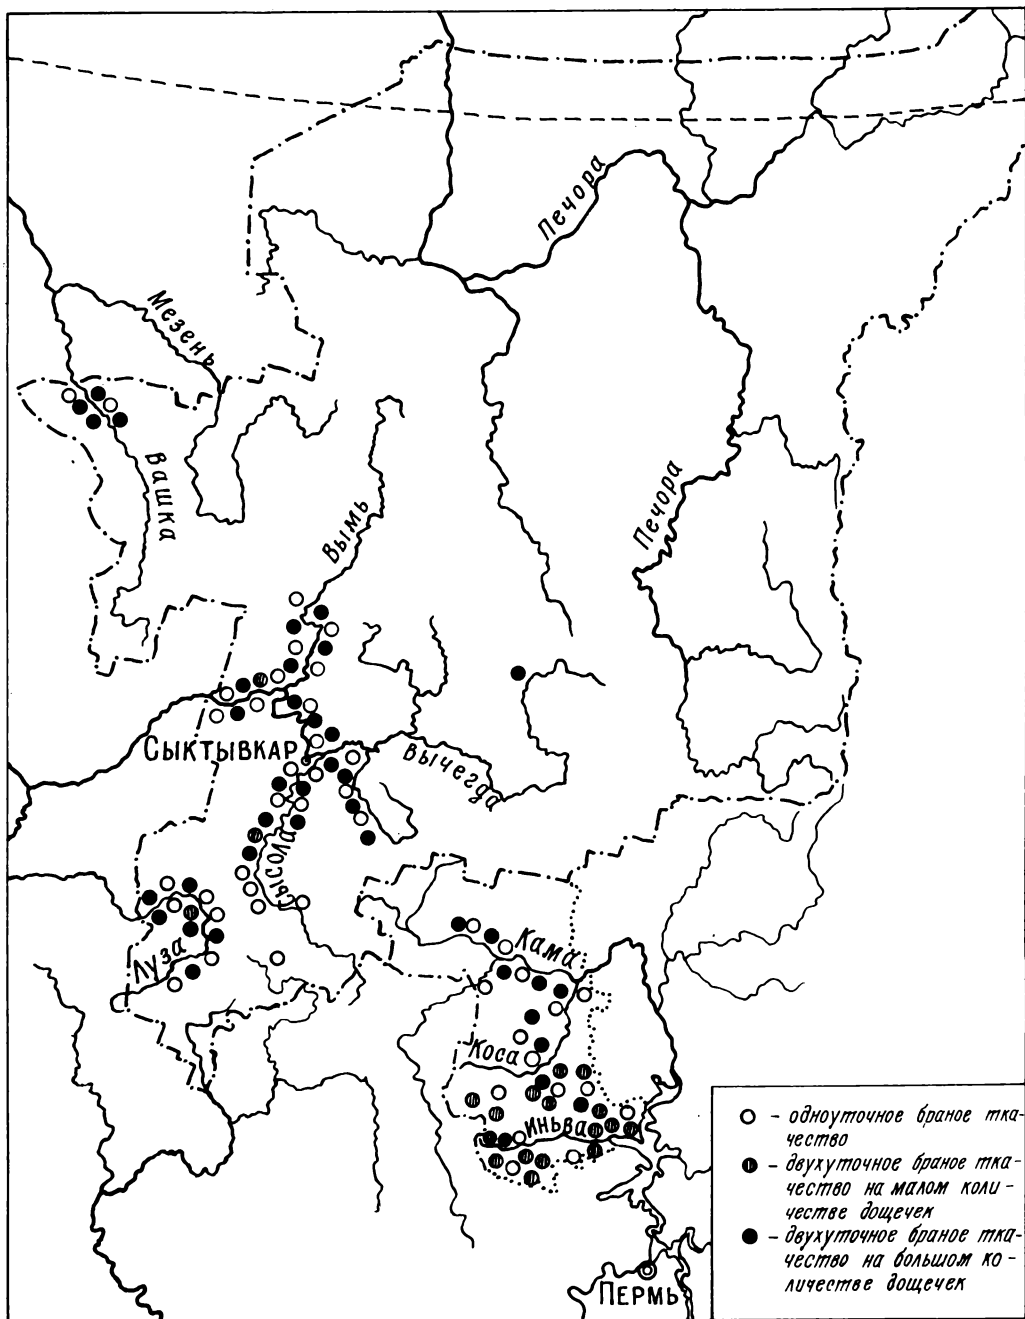 Печора
Мезень
Вашка
Печора
Вымь
Сыктывкар
Вычегда
Сысола
Луза
Кама
Коса
Иньва
Пермь
- одноуточное браное тка-
чество
- двухуточное браное тка-
чество на малом коли-
честве дощечек
- двухуточное браное тка-
чество на большом ко-
личестве дощечек